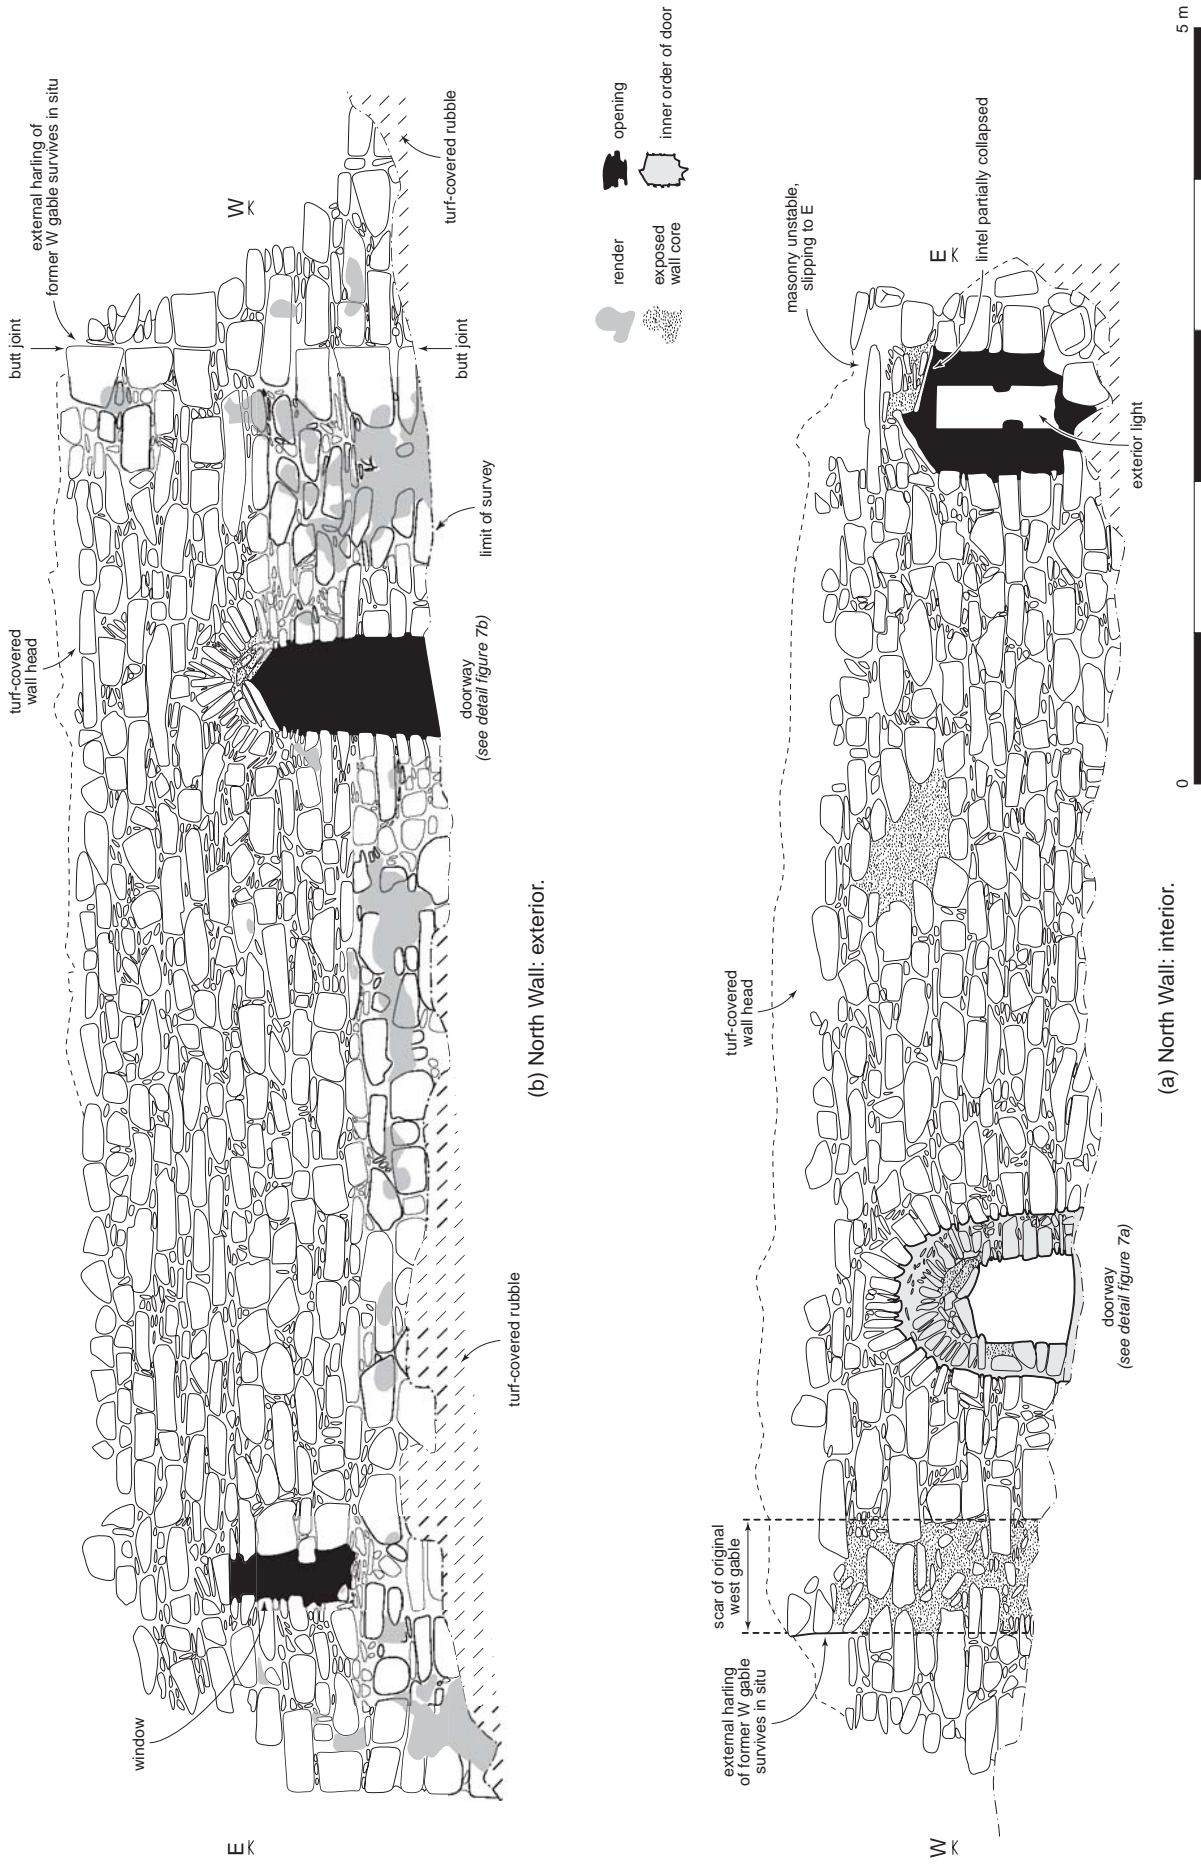 external harling of
former W gable survives in situ
butt joint
W
turf-covered rubble
butt joint
limit of survey
turf-covered
wall head
doorway
(see detail figure 7b)
turf-covered rubble
window
E
(b) North Wall: exterior.
render
opening
exposed
wall core
inner order of door
masonry unstable,
slipping to E
E
lintel partially collapsed
exterior light
turf-covered
wall head
doorway
(see detail figure 7a)
scar of original
west gable
external harling
of former W gable
survives in situ
W
(a) North Wall: interior.
0
5 m